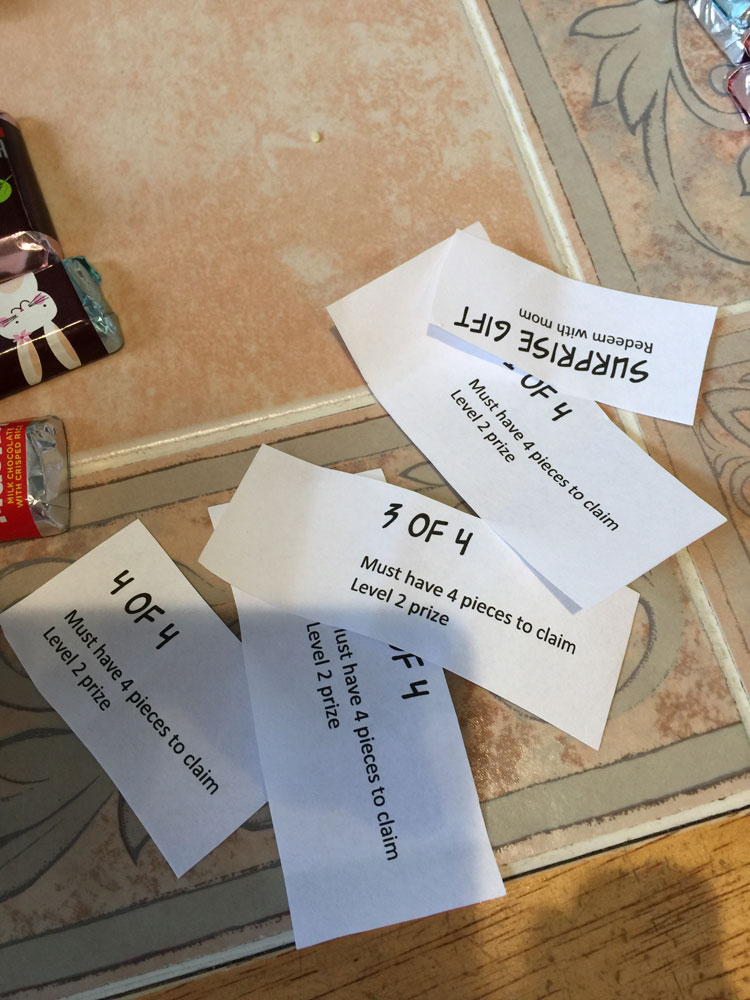 SURPRISE GIFT
Redeem with mom
OF 4
Must have 4 pieces to claim
Level 2 prize
3 OF 4
Must have 4 pieces to claim
Level 2 prize
4 OF 4
Must have 4 pieces to claim
Level 2 prize
OF 4
Must have 4 pieces to claim
Level 2 prize
MILK CHOCOLATE
WITH CRISPED